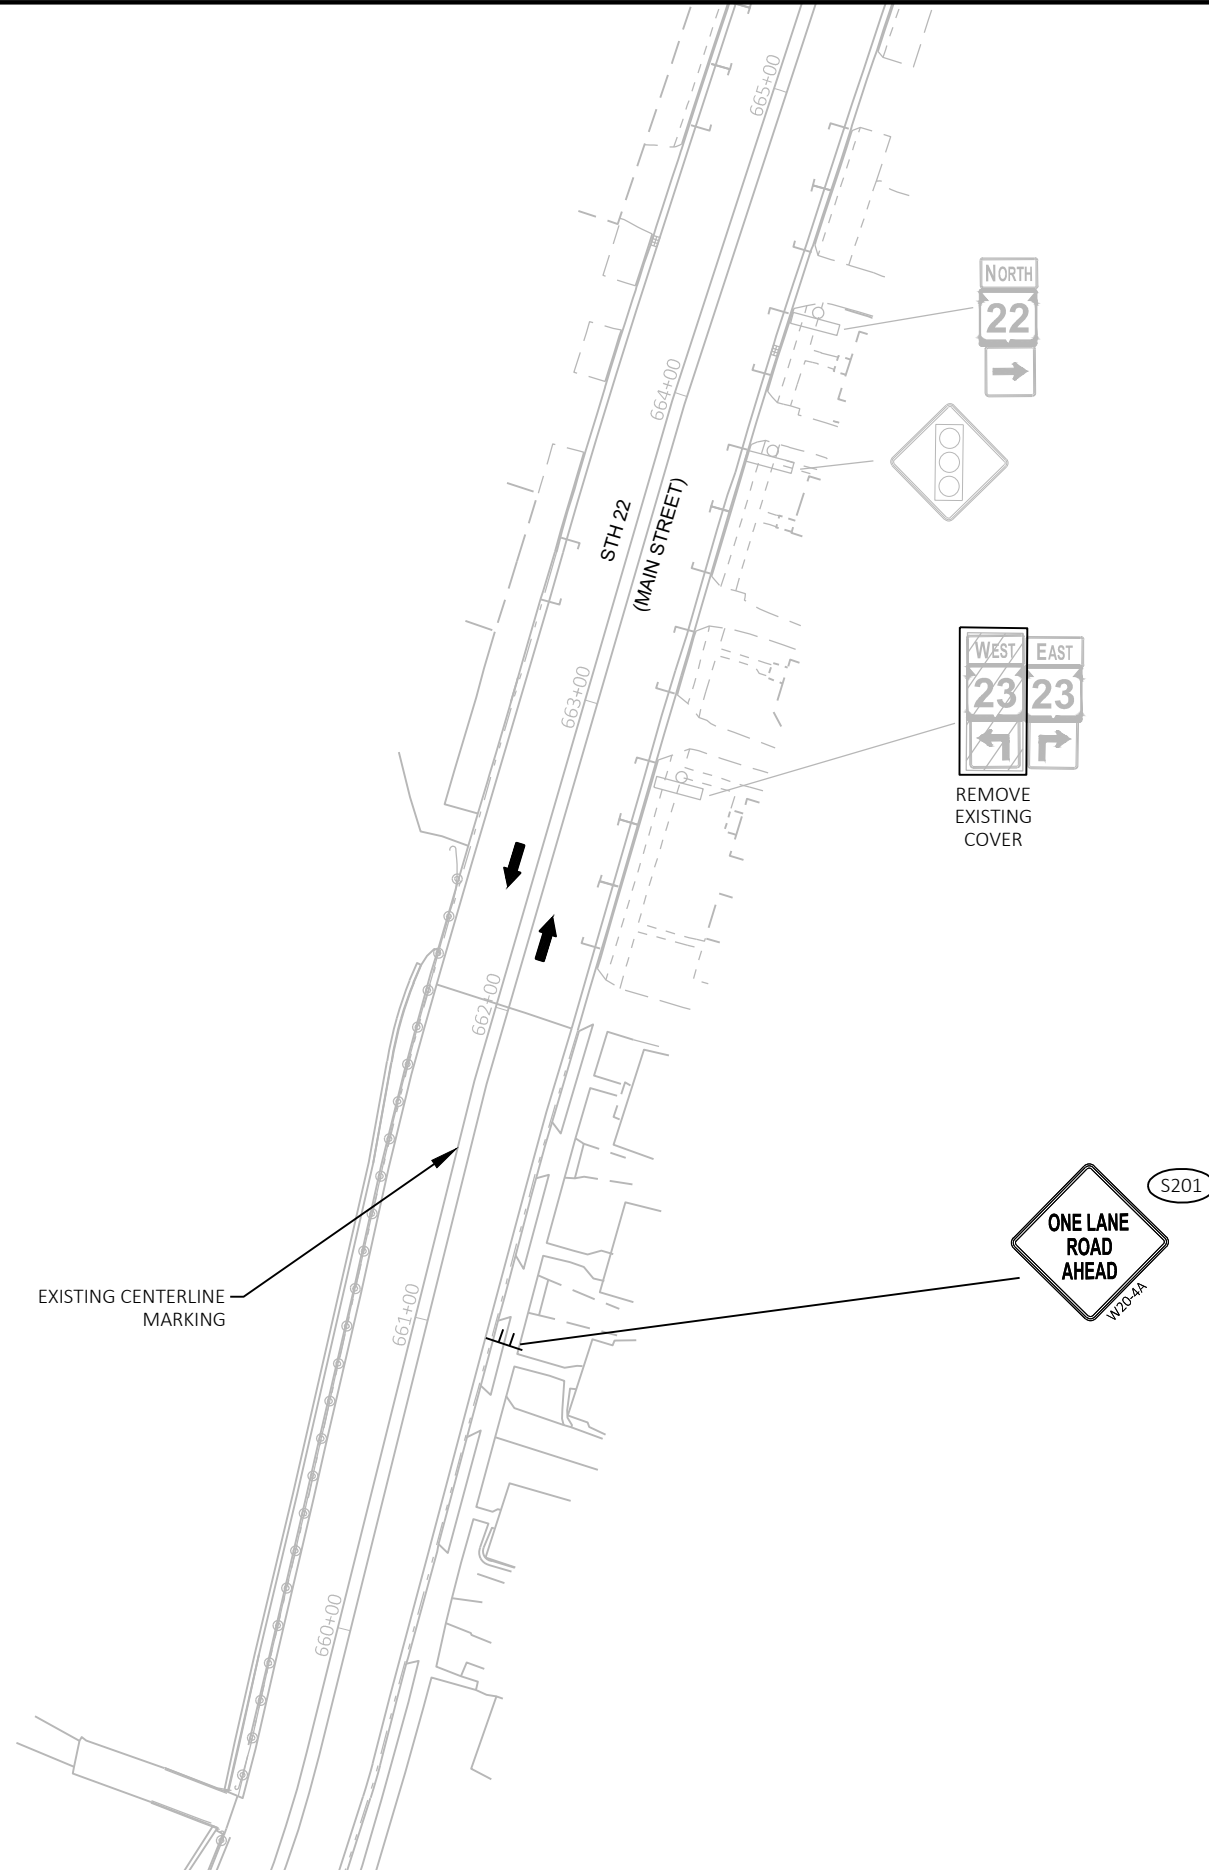 665+00
NORTH
22
664+00
STH 22
(MAIN STREET)
WEST
EAST
23
23
663+00
REMOVE
EXISTING
COVER
662+00
S201
ONE LANE
ROAD
AHEAD
W20-4A
EXISTING CENTERLINE
MARKING
661+00
660+00